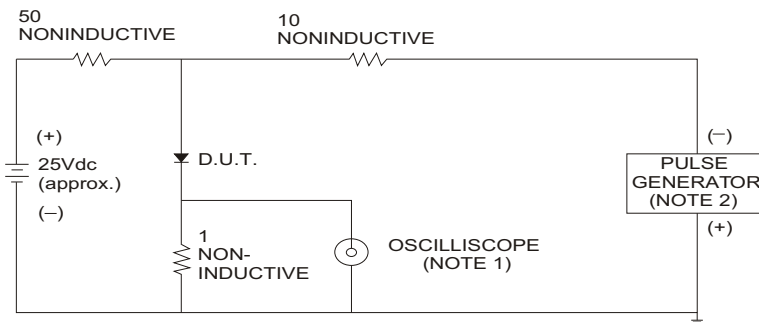 50
NONINDUCTIVE
10
NONINDUCTIVE
(+)
25Vdc
(approx.)
(–)
D.U.T.
1
NON-
INDUCTIVE
OSCILLISCOPE
(NOTE 1)
(–)
PULSE
GENERATOR
(NOTE 2)
(+)